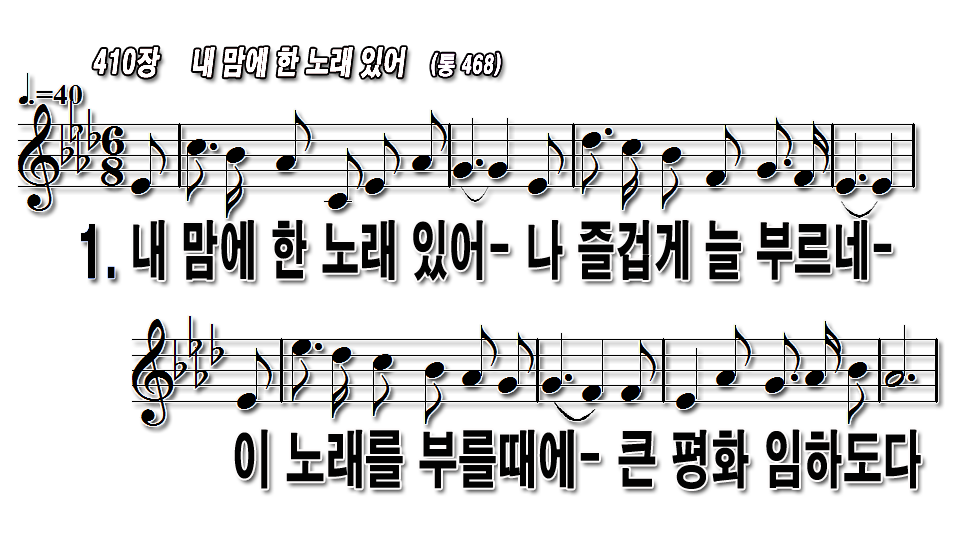 410장 내 맘에 한 노래 있어 (통 468)
♩.=40
6
8
1. 내 맘에 한 노래 있어- 나 즐겁게 늘 부르네-
이 노래를 부를때에- 큰 평화 임하도다